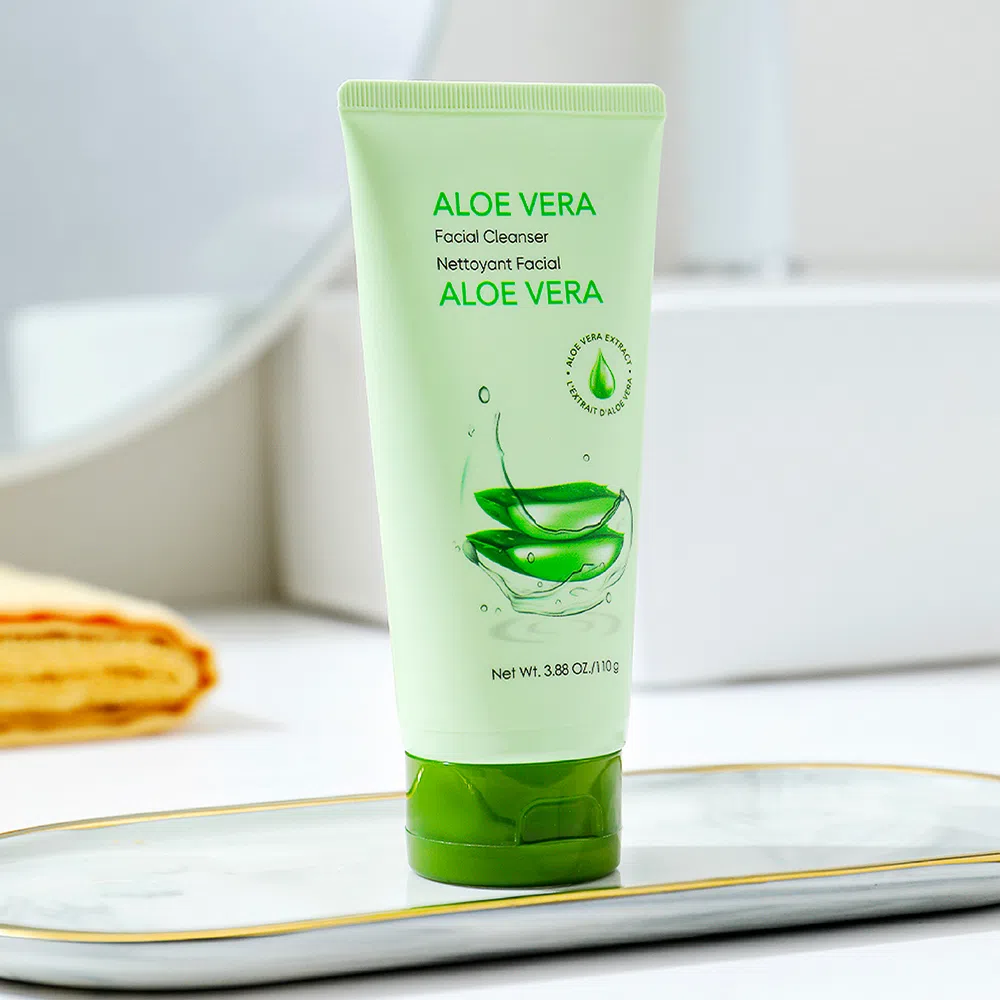 ALOE VERA
Facial Cleanser
Nettoyant Facial
ALOE VERA
• ALOE VERA EXTRACT •
L'EXTRAIT D'ALOE VERA
Net Wt. 3.88 OZ./110 g